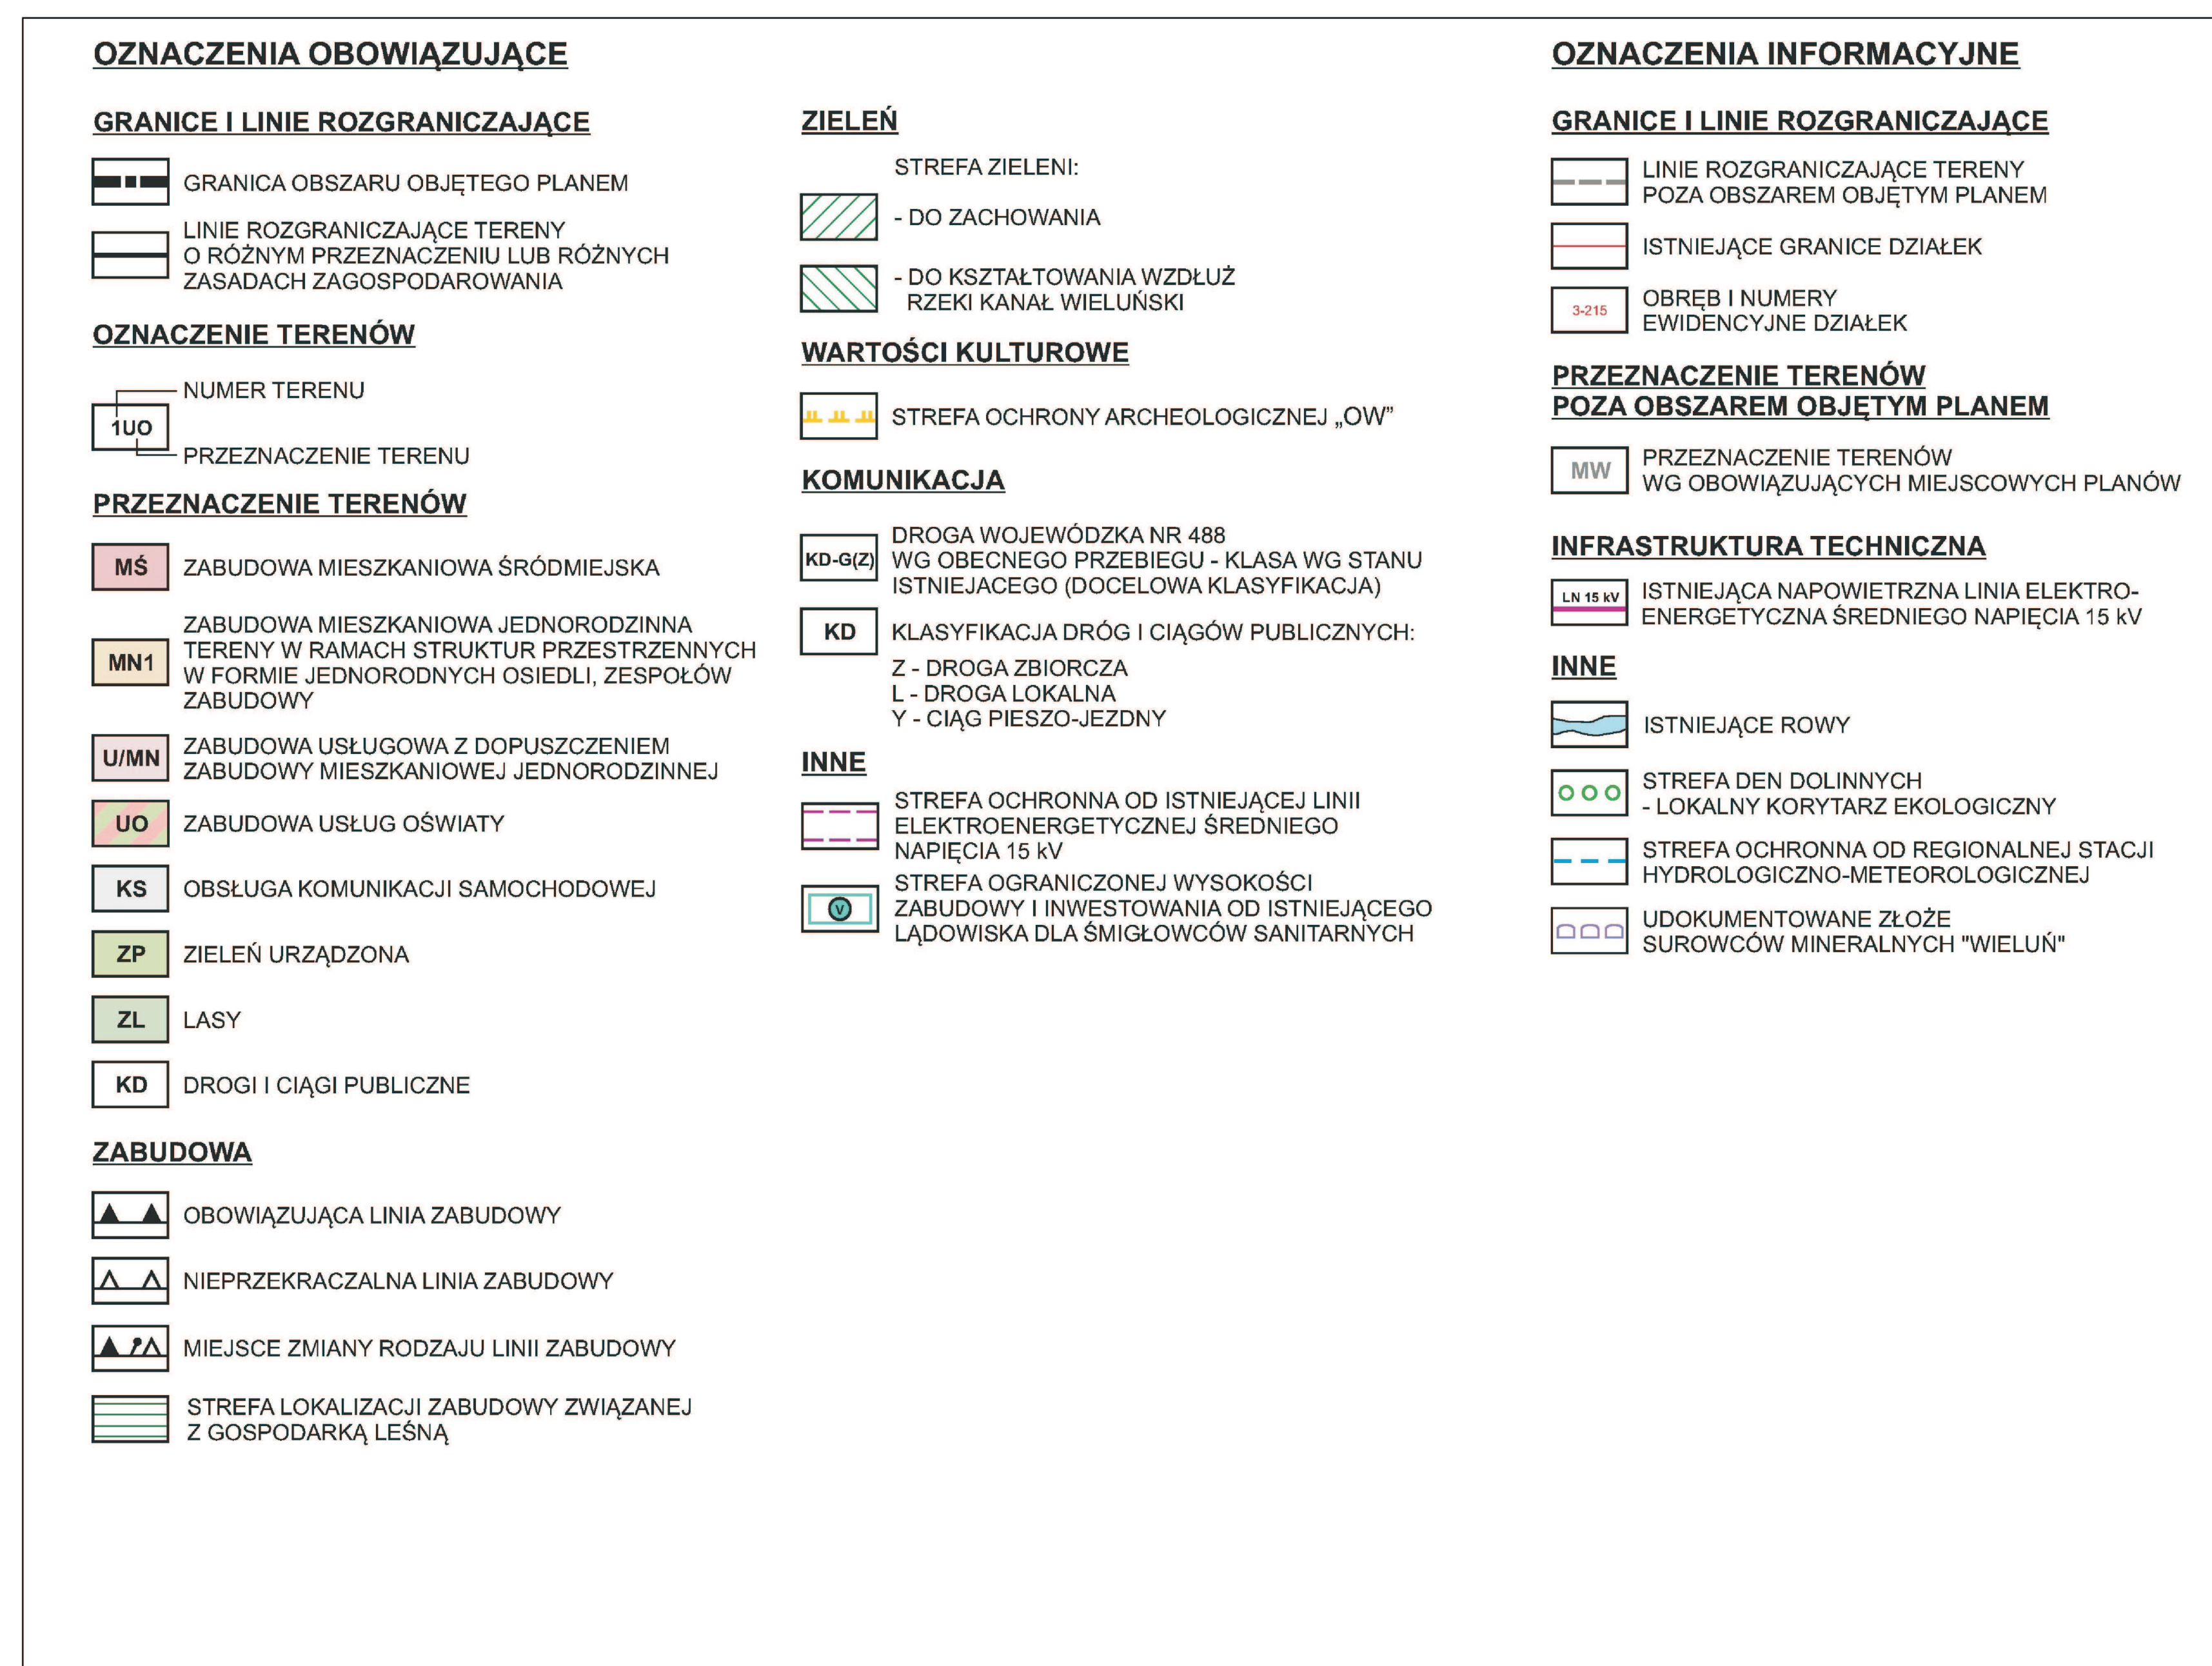 OZNACZENIA OBOWIĄZUJĄCE
GRANICE I LINIE ROZGRANICZAJĄCE
GRANICA OBSZARU OBJĘTEGO PLANEM
LINIE ROZGRANICZAJĄCE TERENY
O RÓŻNYM PRZEZNACZENIU LUB RÓŻNYCH
ZASADACH ZAGOSPODAROWANIA
OZNACZENIE TERENÓW
NUMER TERENU
1UO
PRZEZNACZENIE TERENU
PRZEZNACZENIE TERENÓW
MŚ ZABUDOWA MIESZKANIOWA ŚRÓDMIEJSKA
ZABUDOWA MIESZKANIOWA JEDNORODZINNA
MN1 TERENY W RAMACH STRUKTUR PRZESTRZENNYCH
W FORMIE JEDNORODNYCH OSIEDLI, ZESPOŁÓW
ZABUDOWY
U/MN ZABUDOWA USŁUGOWA Z DOPUSZCZENIEM
ZABUDOWY MIESZKANIOWEJ JEDNORODZINNEJ
UO ZABUDOWA USŁUG OŚWIATY
KS OBSŁUGA KOMUNIKACJI SAMOCHODOWEJ
ZP ZIELEŃ URZĄDZONA
ZL LASY
KD DROGI I CIĄGI PUBLICZNE
ZABUDOWA
OBOWIĄZUJĄCA LINIA ZABUDOWY
NIEPRZEKRACZALNA LINIA ZABUDOWY
MIEJSCE ZMIANY RODZAJU LINII ZABUDOWY
STREFA LOKALIZACJI ZABUDOWY ZWIĄZANEJ
Z GOSPODARKĄ LEŚNĄ
ZIELEŃ
STREFA ZIELENI:
- DO ZACHOWANIA
- DO KSZTAŁTOWANIA WZDŁUŻ
RZEKI KANAŁ WIELUŃSKI
WARTOŚCI KULTUROWE
STREFA OCHRONY ARCHEOLOGICZNEJ „OW”
KOMUNIKACJA
DROGA WOJEWÓDZKA NR 488
KD-G(Z) WG OBECNEGO PRZEBIEGU - KLASA WG STANU
ISTNIEJACEGO (DOCELOWA KLASYFIKACJA)
KD KLASYFIKACJA DRÓG I CIĄGÓW PUBLICZNYCH:
Z - DROGA ZBIORCZA
L - DROGA LOKALNA
Y - CIĄG PIESZO-JEZDNY
INNE
STREFA OCHRONNA OD ISTNIEJĄCEJ LINII
ELEKTROENERGETYCZNEJ ŚREDNIEGO
NAPIĘCIA 15 kV
STREFA OGRANICZONEJ WYSOKOŚCI
V ZABUDOWY I INWESTOWANIA OD ISTNIEJĄCEGO
LĄDOWISKA DLA ŚMIGŁOWCÓW SANITARNYCH
OZNACZENIA INFORMACYJNE
GRANICE I LINIE ROZGRANICZAJĄCE
LINIE ROZGRANICZAJĄCE TERENY
POZA OBSZAREM OBJĘTYM PLANEM
ISTNIEJĄCE GRANICE DZIAŁEK
3-215 OBRĘB I NUMERY
EWIDENCYJNE DZIAŁEK
PRZEZNACZENIE TERENÓW
POZA OBSZAREM OBJĘTYM PLANEM
MW PRZEZNACZENIE TERENÓW
WG OBOWIĄZUJĄCYCH MIEJSCOWYCH PLANÓW
INFRASTRUKTURA TECHNICZNA
LN 15 kV ISTNIEJĄCA NAPOWIETRZNA LINIA ELEKTRO-
ENERGETYCZNA ŚREDNIEGO NAPIĘCIA 15 kV
INNE
ISTNIEJĄCE ROWY
STREFA DEN DOLINNYCH
- LOKALNY KORYTARZ EKOLOGICZNY
STREFA OCHRONNA OD REGIONALNEJ STACJI
HYDROLOGICZNO-METEOROLOGICZNEJ
UDOKUMENTOWANE ZŁOŻE
SUROWCÓW MINERALNYCH "WIELUŃ"